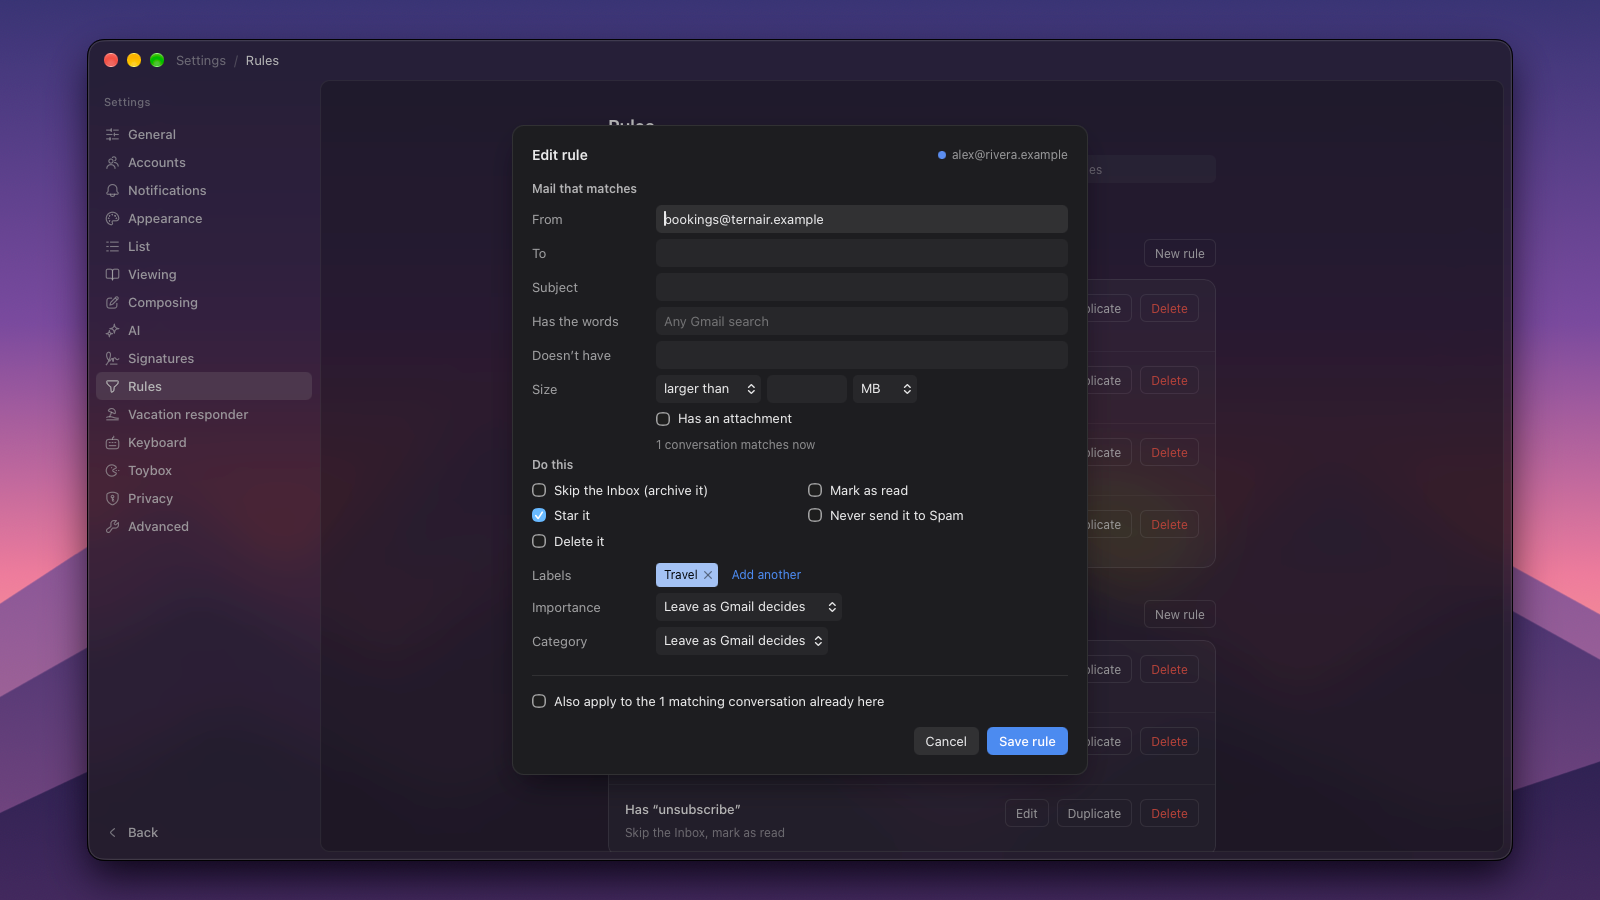 Settings / Rules
Settings
General
Accounts
Notifications
Appearance
List
Viewing
Composing
AI
Signatures
Rules
Vacation responder
Keyboard
Toybox
Privacy
Advanced
Back
Rules
New rule
Delete
Delete
Delete
Delete
New rule
Delete
Delete
Edit rule
alex@rivera.example
Mail that matches
From bookings@ternair.example
To
Subject
Has the words Any Gmail search
Doesn't have
Size larger than MB
Has an attachment
1 conversation matches now
Do this
Skip the Inbox (archive it) Mark as read
Star it Never send it to Spam
Delete it
Labels Travel Add another
Importance Leave as Gmail decides
Category Leave as Gmail decides
Also apply to the 1 matching conversation already here
Cancel Save rule
Has “unsubscribe” Edit Duplicate Delete
Skip the Inbox, mark as read